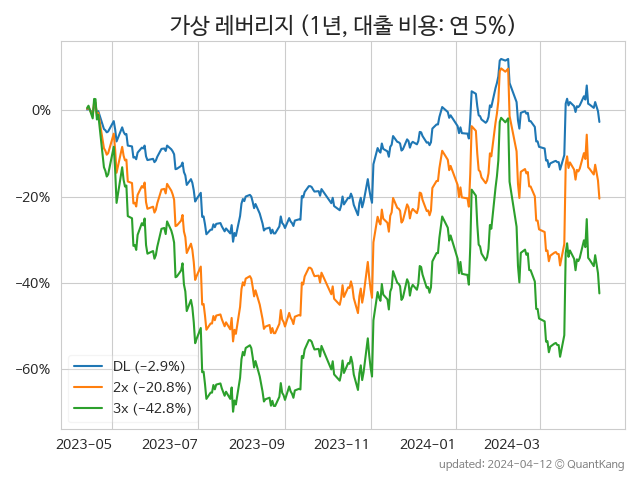 가상 레버리지 (1년, 대출 비용: 연 5%)
0%
−20%
−40%
−60%
DL (−2.9%)
2x (−20.8%)
3x (−42.8%)
2023-05 2023-07 2023-09 2023-11 2024-01 2024-03
updated: 2024-04-12 © QuantKang